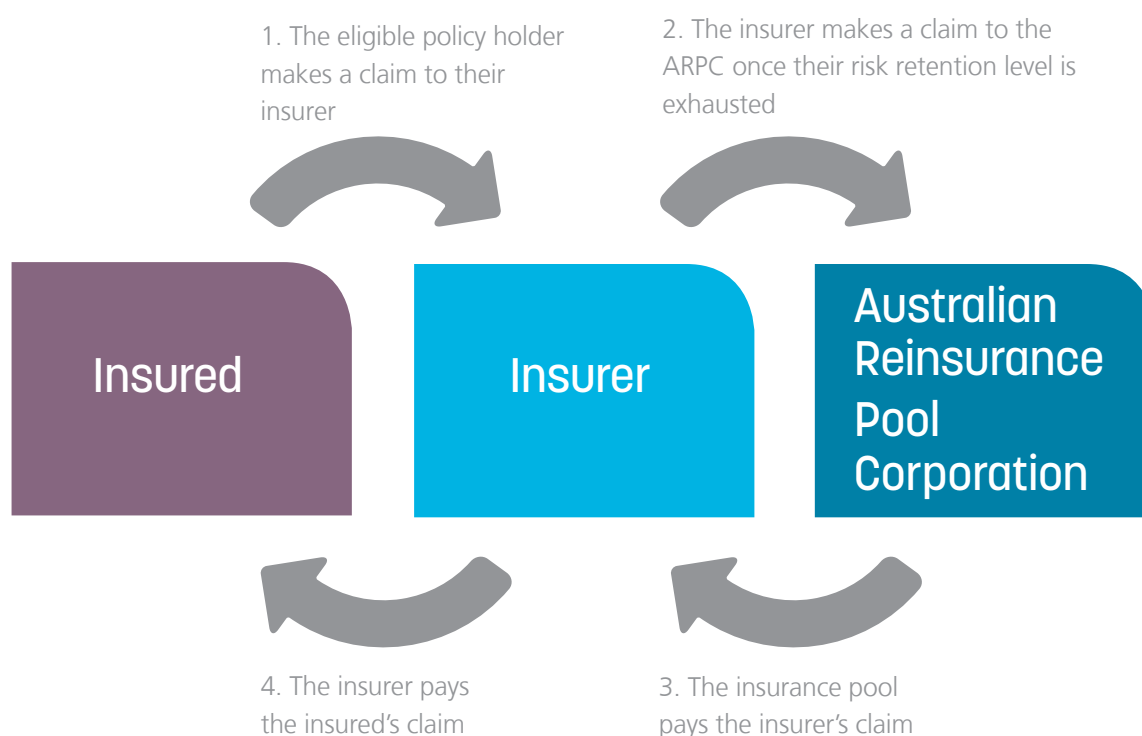 1. The eligible policy holder
makes a claim to their
insurer
2. The insurer makes a claim to the
ARPC once their risk retention level is
exhausted
Insured
Insurer
Australian
Reinsurance
Pool
Corporation
4. The insurer pays
the insured's claim
3. The insurance pool
pays the insurer's claim